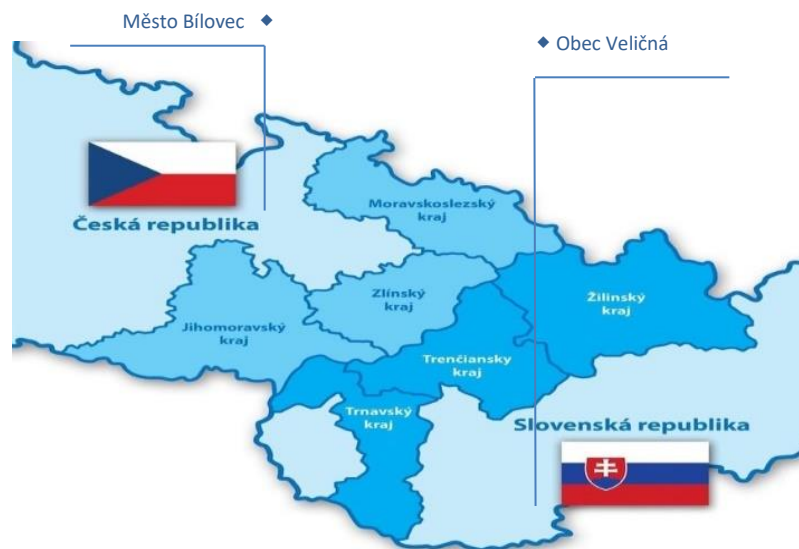 Město Bílovec
Obec Veličná
Moravskoslezský
kraj
Česká republika
Zlínský
kraj
Žilinský
kraj
Jihomoravský
kraj
Trenčiansky
kraj
Trnavský
kraj
Slovenská republika